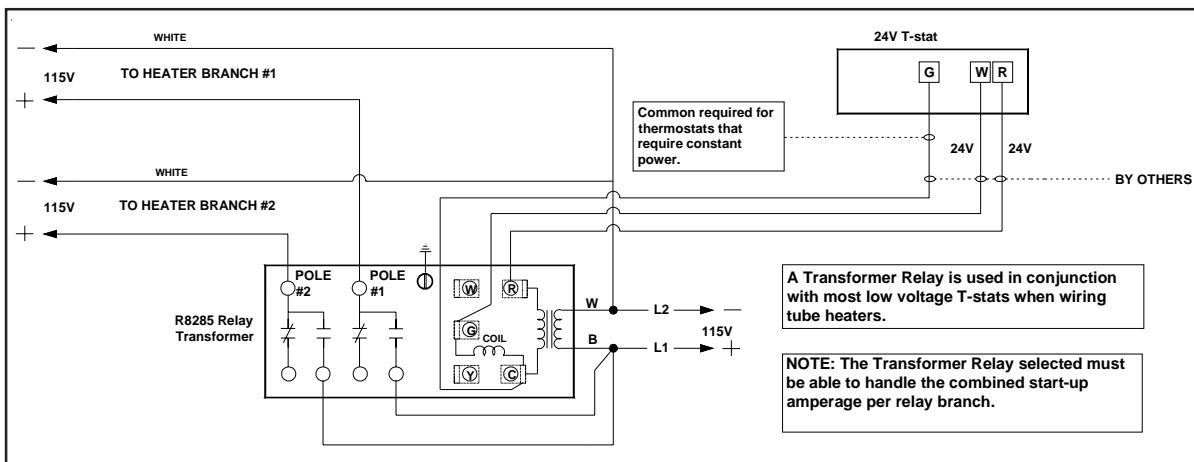 WHITE
115V
TO HEATER BRANCH #1
24V T-stat
G
W
R
Common required for
thermostats that
require constant
power.
24V
24V
WHITE
BY OTHERS
115V
TO HEATER BRANCH #2
POLE
#2
POLE
#1
W
R
G
COIL
Y
C
R8285 Relay
Transformer
W
L2
115V
B
L1
A Transformer Relay is used in conjunction
with most low voltage T-stats when wiring
tube heaters.
NOTE: The Transformer Relay selected must
be able to handle the combined start-up
amperage per relay branch.